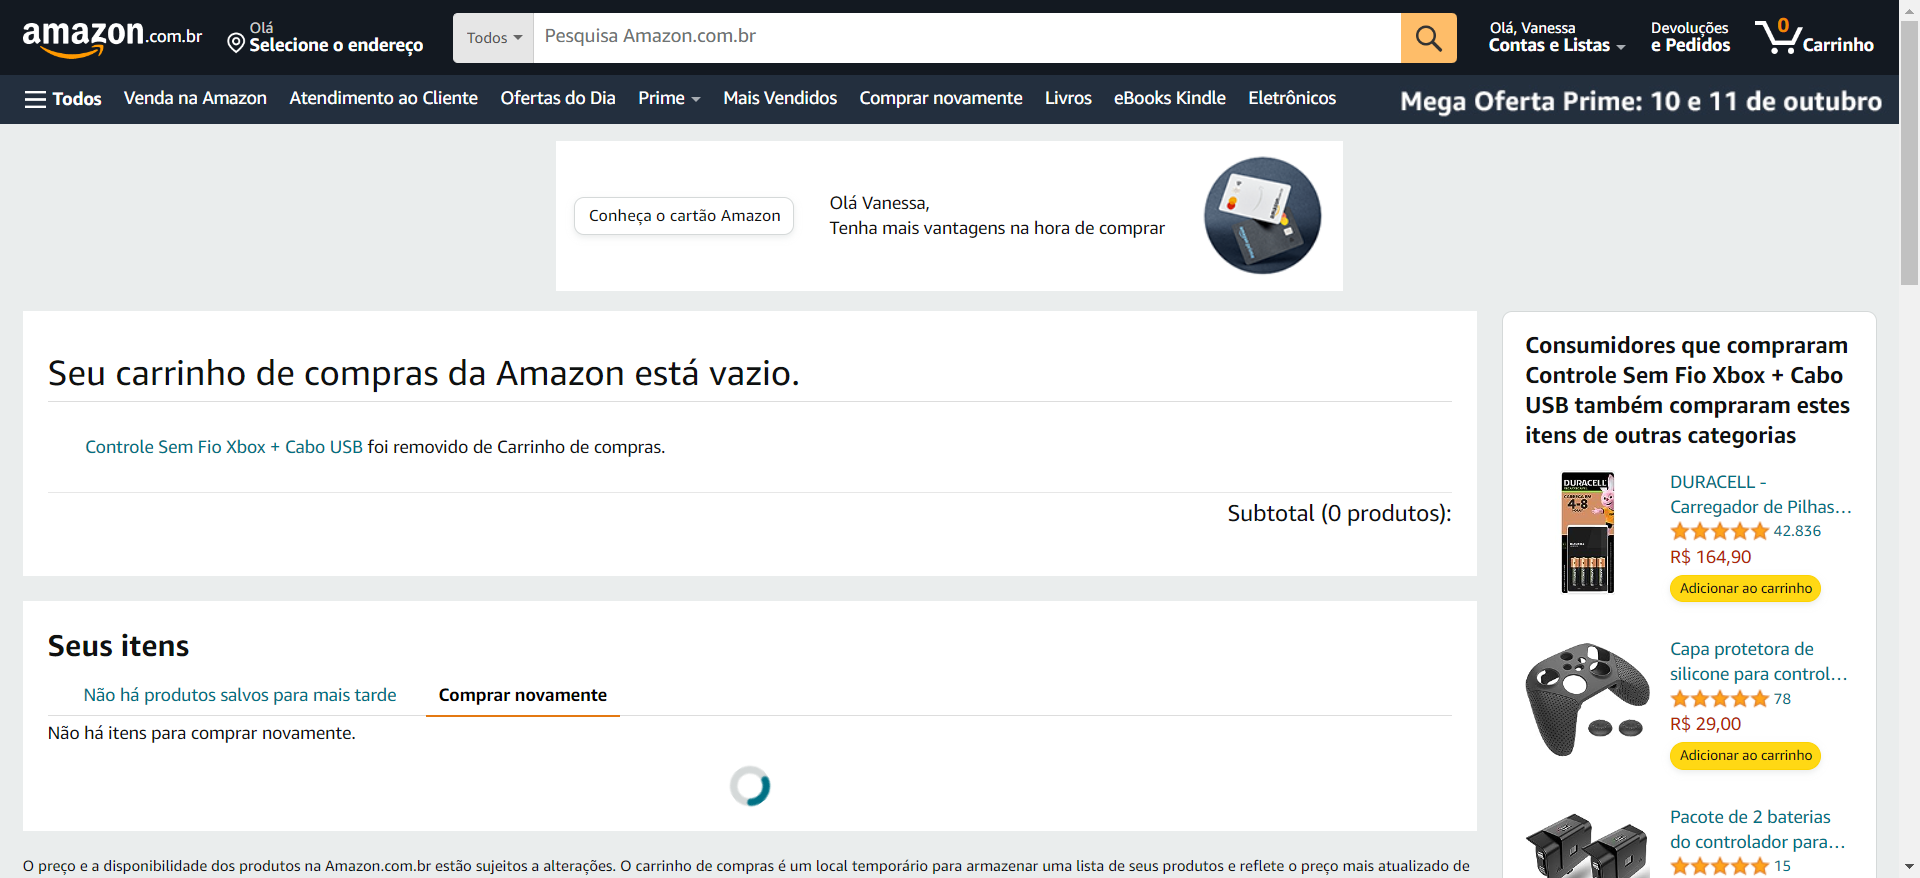 amazon.com.br
Olá
Selecione o endereço
Todos
Pesquisa Amazon.com.br
Olá, Vanessa
Contas e Listas
Devoluções
e Pedidos
0
Carrinho
Todos
Venda na Amazon
Atendimento ao Cliente
Ofertas do Dia
Prime
Mais Vendidos
Comprar novamente
Livros
eBooks Kindle
Eletrônicos
Mega Oferta Prime: 10 e 11 de outubro
Conheça o cartão Amazon
Olá Vanessa,
Tenha mais vantagens na hora de comprar
Seu carrinho de compras da Amazon está vazio.
Controle Sem Fio Xbox + Cabo USB foi removido de Carrinho de compras.
Subtotal (0 produtos):
Seus itens
Não há produtos salvos para mais tarde
Comprar novamente
Não há itens para comprar novamente.
O preço e a disponibilidade dos produtos na Amazon.com.br estão sujeitos a alterações. O carrinho de compras é um local temporário para armazenar uma lista de seus produtos e reflete o preço mais atualizado de
Consumidores que compraram
Controle Sem Fio Xbox + Cabo
USB também compraram estes
itens de outras categorias
DURACELL
4-8
DURACELL -
Carregador de Pilhas…
42.836
R$ 164,90
Adicionar ao carrinho
Capa protetora de
silicone para control…
78
R$ 29,00
Adicionar ao carrinho
Pacote de 2 baterias
do controlador para…
15